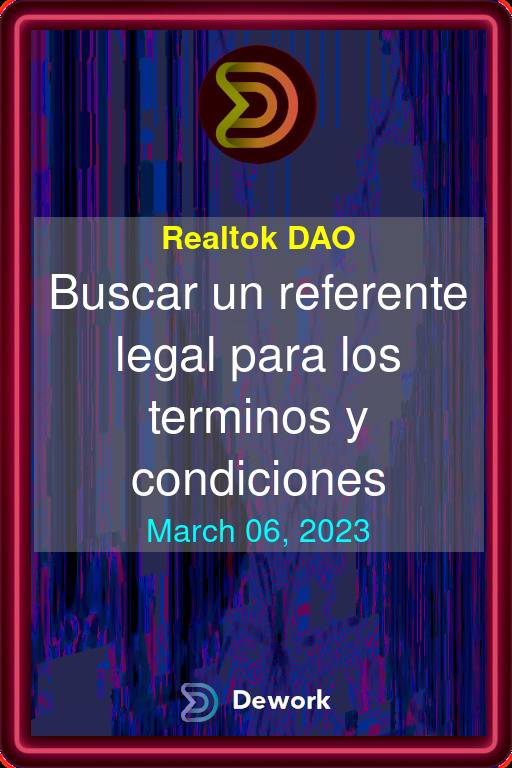 Realtok DAO
Buscar un referente
legal para los
terminos y
condiciones
March 06, 2023
Dework